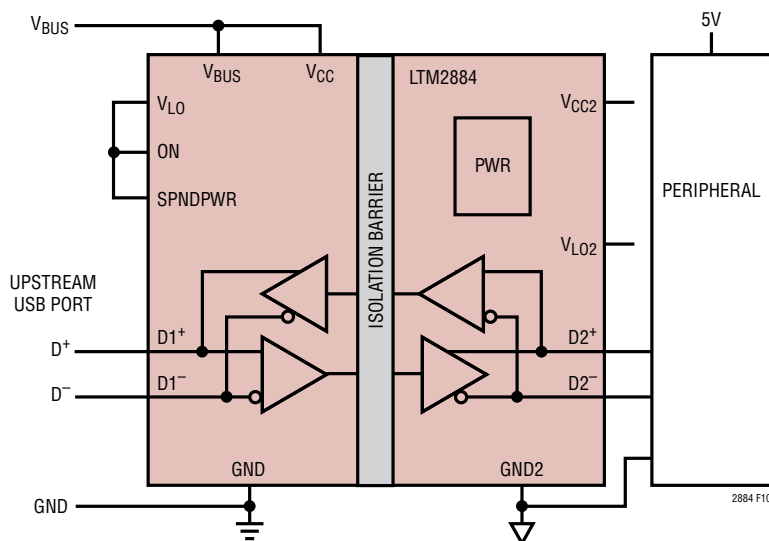 VBUS
5V
VBUS
VCC
LTM2884
VLO
VCC2
ON
PWR
SPNDPWR
PERIPHERAL
ISOLATION BARRIER
VLO2
UPSTREAM
USB PORT
D+
D1+
D2+
D−
D1−
D2−
GND
GND2
GND
2884 F10